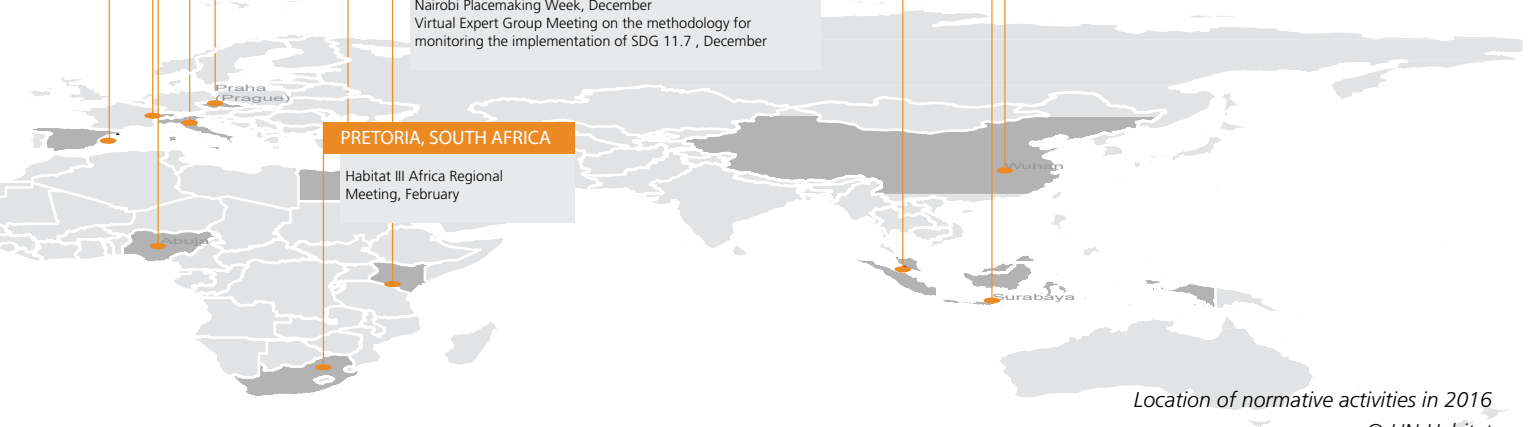 Nairobi Placemaking Week, December
Virtual Expert Group Meeting on the methodology for
monitoring the implementation of SDG 11.7 , December
Praha
(Prague)
PRETORIA, SOUTH AFRICA
Habitat III Africa Regional
Meeting, February
Wuhan
Abuja
Surabaya
Location of normative activities in 2016
© UN-Habitat